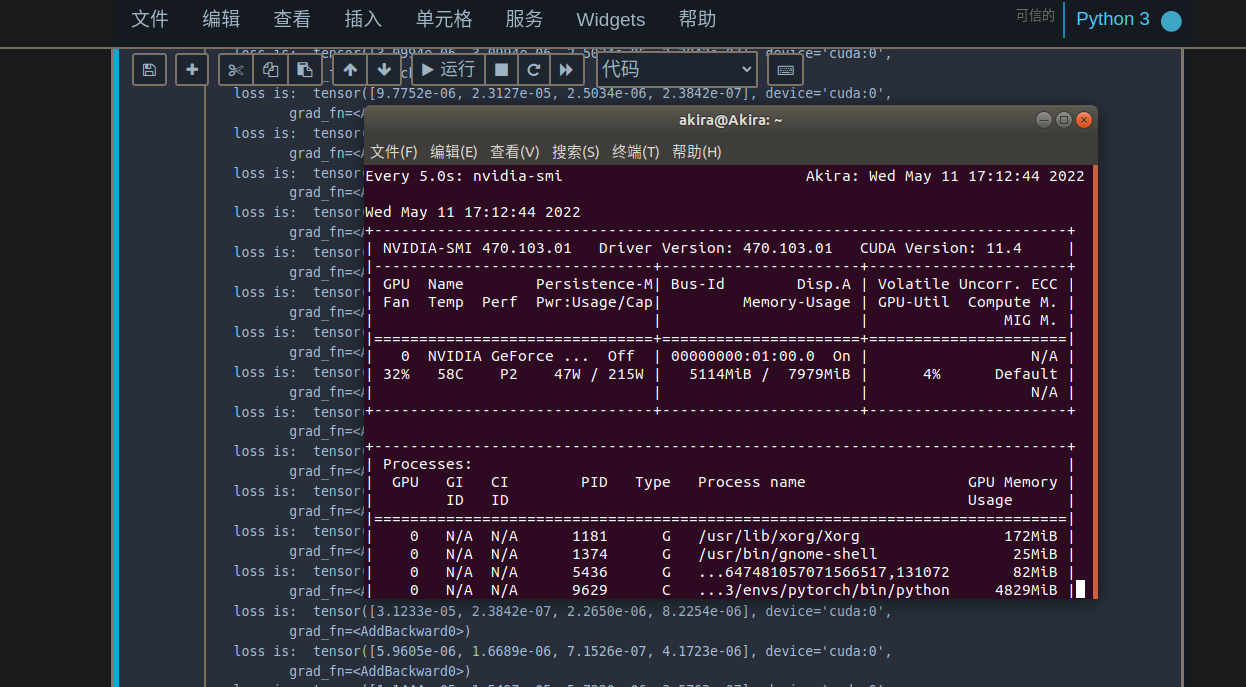 文件 编辑 查看 插入 单元格 服务 Widgets 帮助 可信的 Python 3
运行 代码
loss is: tensor([9.7752e-06, 2.3127e-05, 2.5034e-06, 2.3842e-07], device='cuda:0',
grad_fn=<A
akira@Akira: ~
loss is: tensor(
文件(F) 编辑(E) 查看(V) 搜索(S) 终端(T) 帮助(H)
grad_fn=<A
Every 5.0s: nvidia-smi Akira: Wed May 11 17:12:44 2022
loss is: tensor(
grad_fn=<A
Wed May 11 17:12:44 2022
loss is: tensor(
+-----------------------------------------------------------------------------+
grad_fn=<A
| NVIDIA-SMI 470.103.01 Driver Version: 470.103.01 CUDA Version: 11.4 |
loss is: tensor(
|-------------------------------+----------------------+----------------------+
grad_fn=<A
| GPU Name Persistence-M| Bus-Id Disp.A | Volatile Uncorr. ECC |
loss is: tensor(
| Fan Temp Perf Pwr:Usage/Cap| Memory-Usage | GPU-Util Compute M. |
grad_fn=<A
| | | MIG M. |
loss is: tensor(
|===============================+======================+======================|
grad_fn=<A
| 0 NVIDIA GeForce ... Off | 00000000:01:00.0 On | N/A |
loss is: tensor(
| 32% 58C P2 47W / 215W | 5114MiB / 7979MiB | 4% Default |
grad_fn=<A
| | | N/A |
loss is: tensor(
+-------------------------------+----------------------+----------------------+
grad_fn=<A
+-----------------------------------------------------------------------------+
loss is: tensor(
| Processes: |
grad_fn=<A
| GPU GI CI PID Type Process name GPU Memory |
loss is: tensor(
| ID ID Usage |
grad_fn=<A
|=============================================================================|
loss is: tensor(
| 0 N/A N/A 1181 G /usr/lib/xorg/Xorg 172MiB |
grad_fn=<A
| 0 N/A N/A 1374 G /usr/bin/gnome-shell 25MiB |
loss is: tensor(
| 0 N/A N/A 5436 G ...647481057071566517,131072 82MiB |
grad_fn=<A
| 0 N/A N/A 9629 C ...3/envs/pytorch/bin/python 4829MiB |
loss is: tensor([3.1233e-05, 2.3842e-07, 2.2650e-06, 8.2254e-06], device='cuda:0',
grad_fn=<AddBackward0>)
loss is: tensor([5.9605e-06, 1.6689e-06, 7.1526e-07, 4.1723e-06], device='cuda:0',
grad_fn=<AddBackward0>)